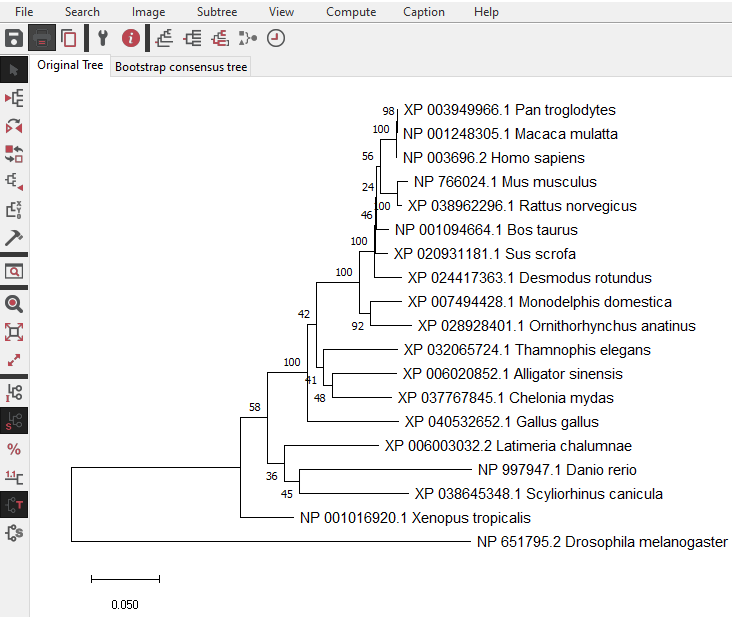 File Search Image Subtree View Compute Caption Help
Original Tree Bootstrap consensus tree
98 XP 003949966.1 Pan troglodytes
100 NP 001248305.1 Macaca mulatta
56 NP 003696.2 Homo sapiens
24 NP 766024.1 Mus musculus
100 XP 038962296.1 Rattus norvegicus
46 NP 001094664.1 Bos taurus
100 XP 020931181.1 Sus scrofa
100 XP 024417363.1 Desmodus rotundus
XP 007494428.1 Monodelphis domestica
42 92 XP 028928401.1 Ornithorhynchus anatinus
XP 032065724.1 Thamnophis elegans
100 41 XP 006020852.1 Alligator sinensis
48 XP 037767845.1 Chelonia mydas
58 XP 040532652.1 Gallus gallus
XP 006003032.2 Latimeria chalumnae
36 NP 997947.1 Danio rerio
45 XP 038645348.1 Scyliorhinus canicula
NP 001016920.1 Xenopus tropicalis
NP 651795.2 Drosophila melanogaster
0.050
%
1.1
I
S
T
S